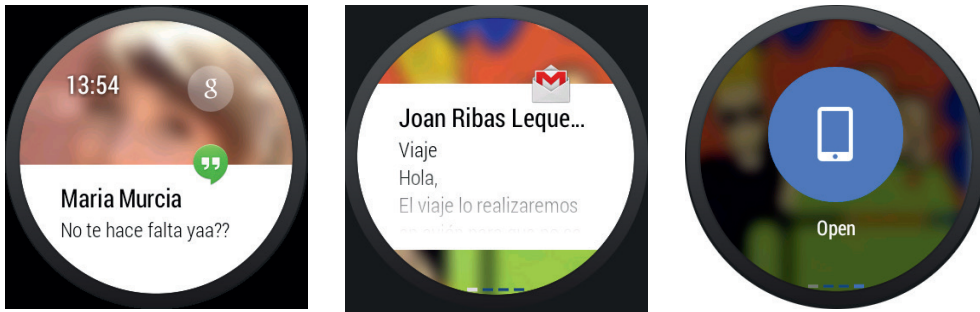 13:54
g
Maria Murcia
No te hace falta yaa??
Joan Ribas Leque...
Viaje
Hola,
El viaje lo realizaremos
Open